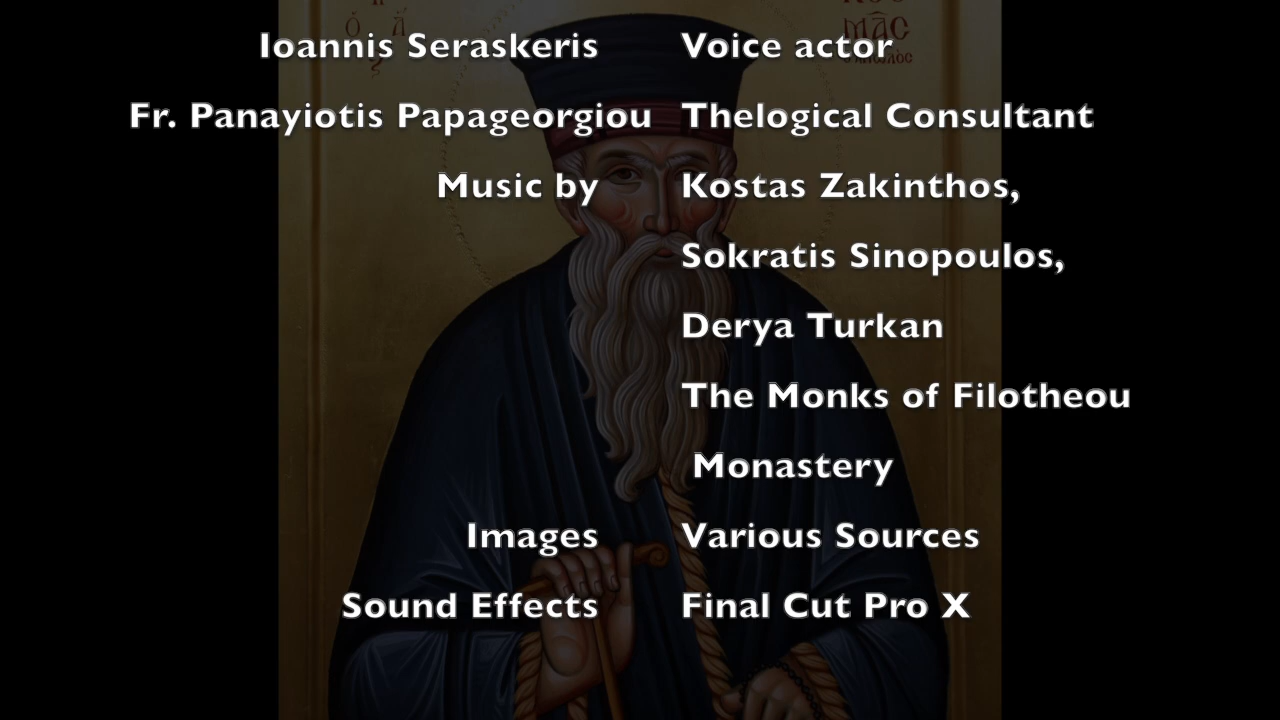 Ioannis Seraskeris Voice actor
Fr. Panayiotis Papageorgiou Thelogical Consultant
Music by Kostas Zakinthos,
Sokratis Sinopoulos,
Derya Turkan
The Monks of Filotheou
Monastery
Images Various Sources
Sound Effects Final Cut Pro X